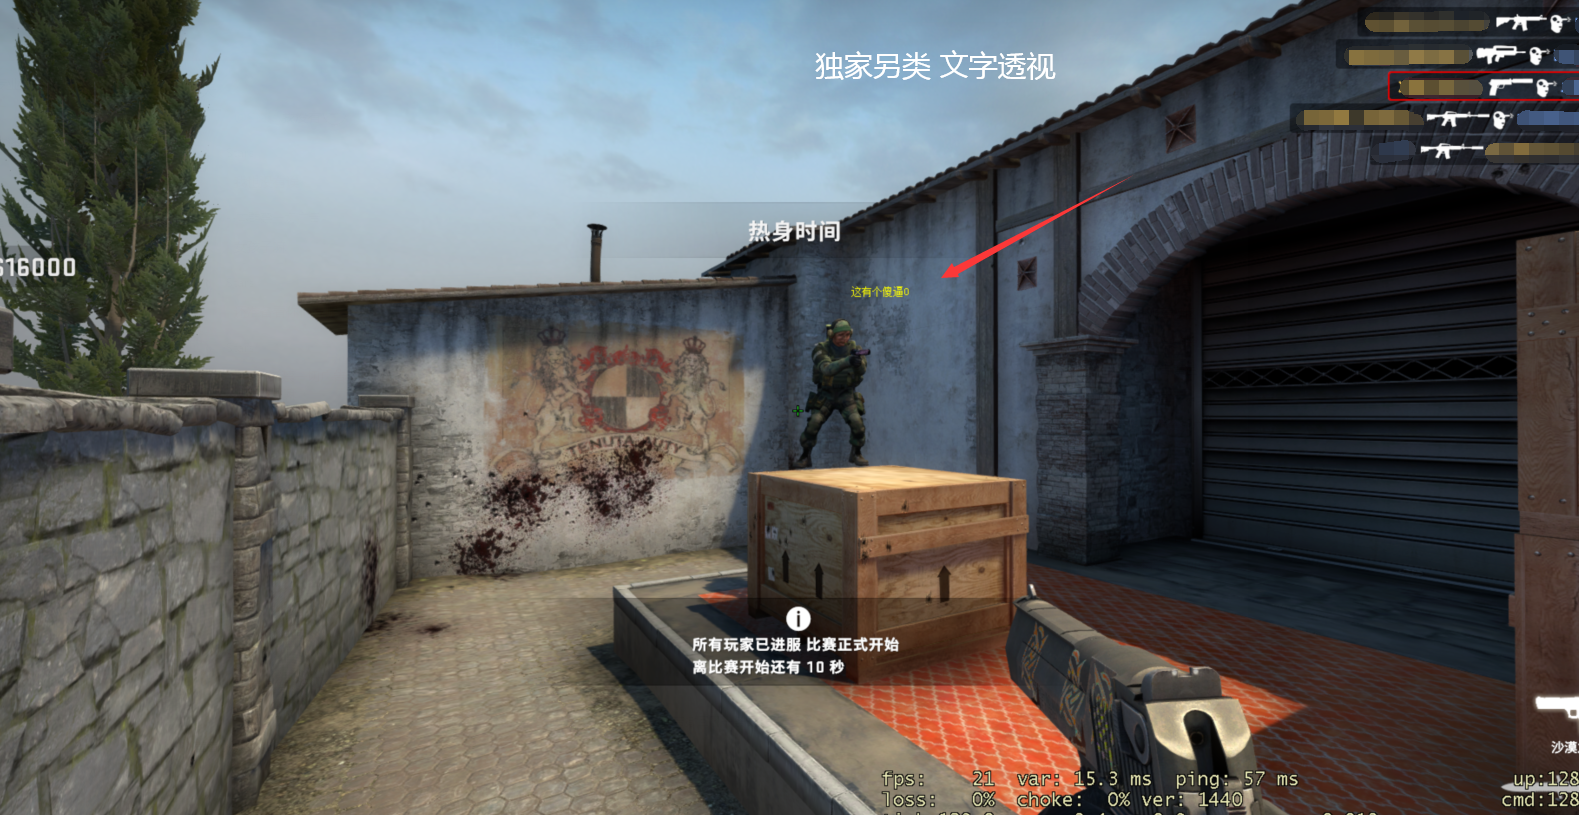 独家另类 文字透视
热身时间
616000
这有个傻逼0
TENUTA
所有玩家已进服 比赛正式开始
离比赛开始还有 10 秒
沙漠
fps: 21 var: 15.3 ms ping: 57 ms
up:128
loss: 0% choke: 0% ver: 1440
cmd:128